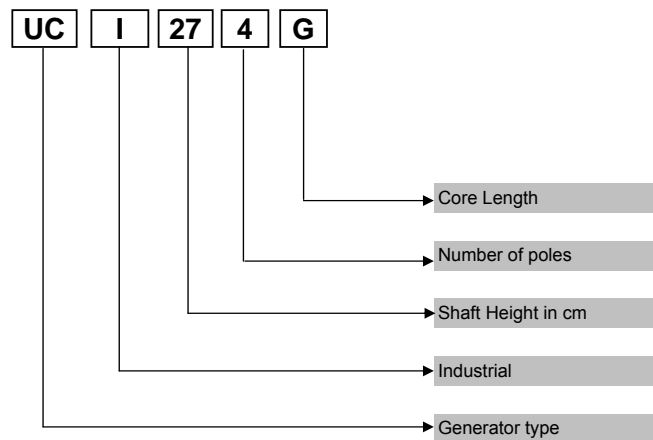 UC I 27 4 G
Core Length
Number of poles
Shaft Height in cm
Industrial
Generator type